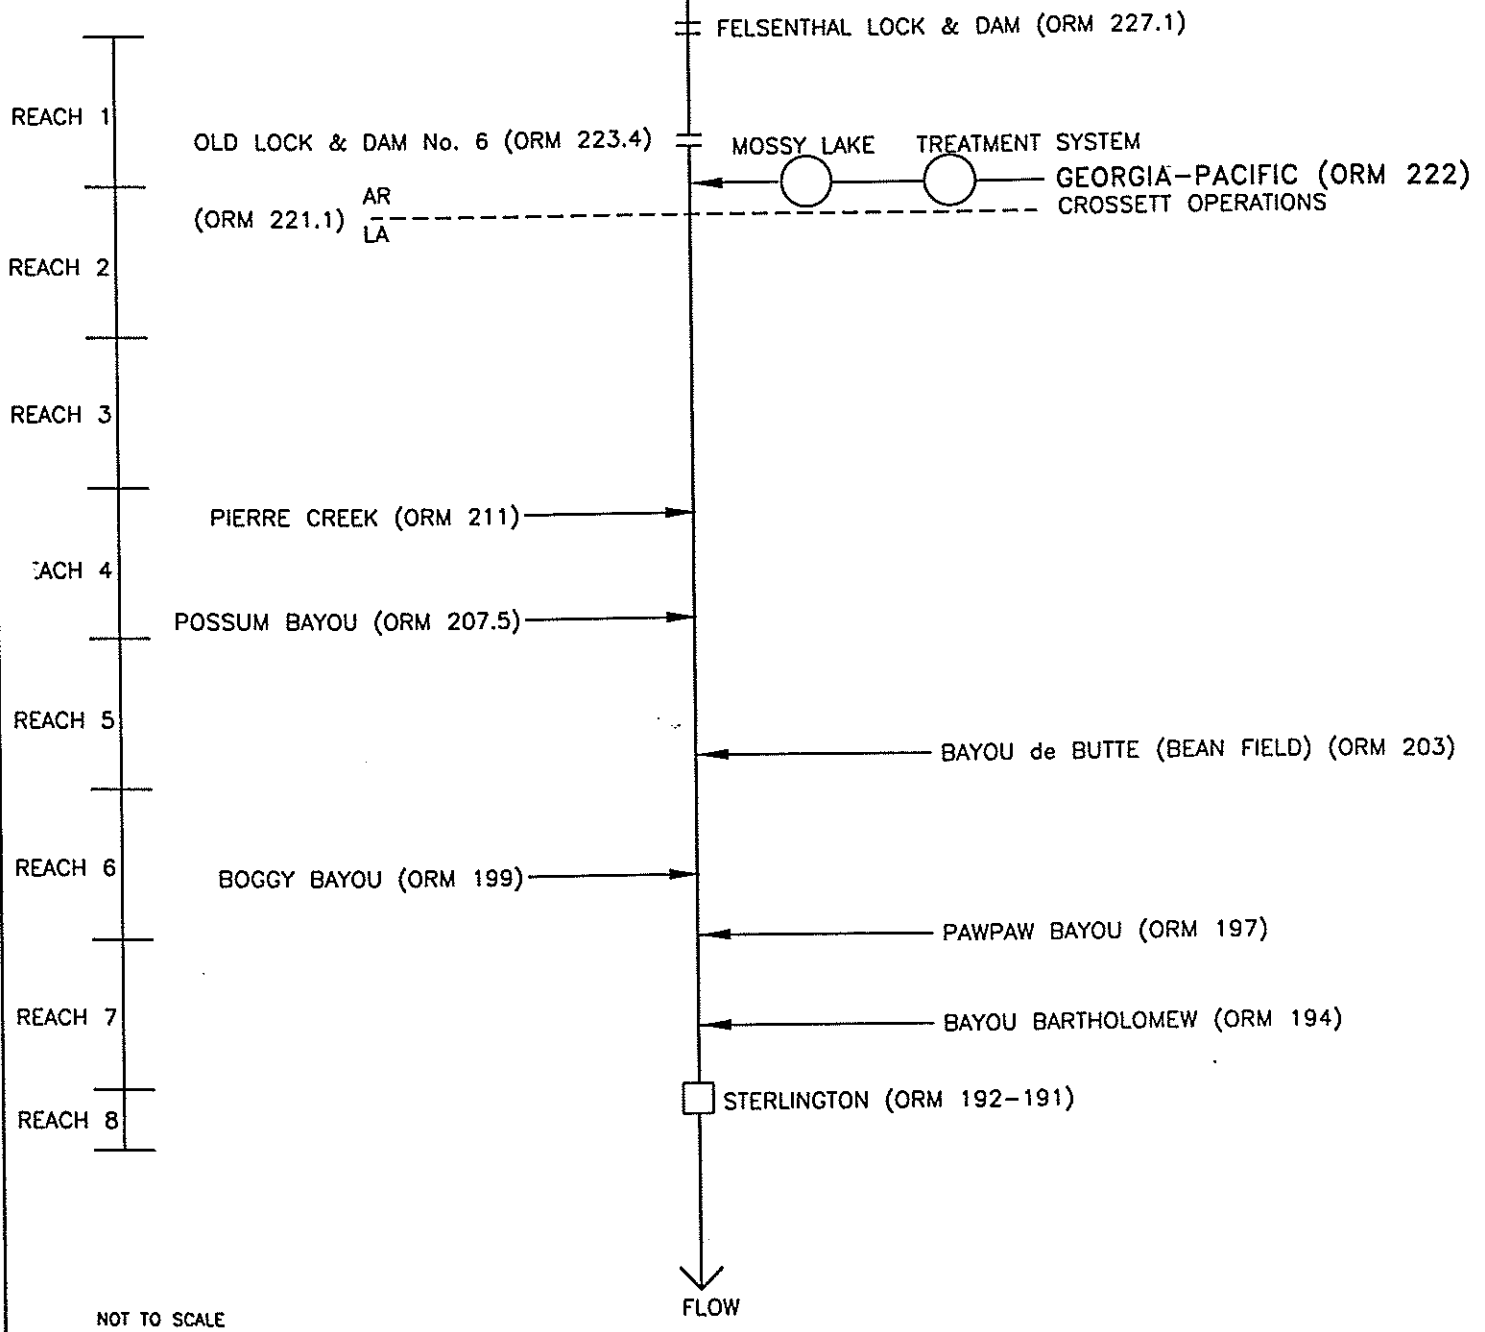 FELSENTHAL LOCK & DAM (ORM 227.1)
REACH 1
OLD LOCK & DAM No. 6 (ORM 223.4)
MOSSY LAKE
TREATMENT SYSTEM
GEORGIA-PACIFIC (ORM 222)
CROSSETT OPERATIONS
AR
(ORM 221.1)
LA
REACH 2
REACH 3
PIERRE CREEK (ORM 211)
EACH 4
POSSUM BAYOU (ORM 207.5)
REACH 5
BAYOU de BUTTE (BEAN FIELD) (ORM 203)
REACH 6
BOGGY BAYOU (ORM 199)
PAWPAW BAYOU (ORM 197)
REACH 7
BAYOU BARTHOLOMEW (ORM 194)
STERLINGTON (ORM 192-191)
REACH 8
FLOW
NOT TO SCALE